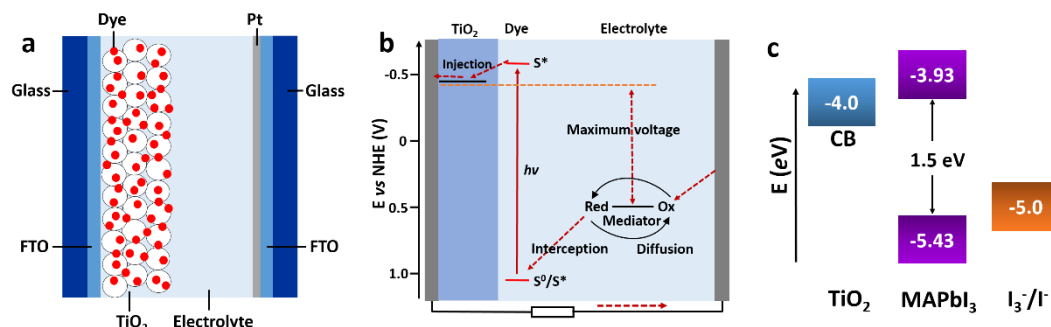 a
Dye
Pt
Glass
Glass
FTO
FTO
TiO₂
Electrolyte
b
TiO₂
Dye
Electrolyte
E vs NHE (V)
-0.5
0
0.5
1.0
Injection
S*
Maximum voltage
hv
Red
Ox
Mediator
Interception
Diffusion
S⁰/S*
c
E (eV)
-4.0
CB
-3.93
1.5 eV
-5.43
-5.0
TiO₂
MAPbI₃
I₃⁻/I⁻